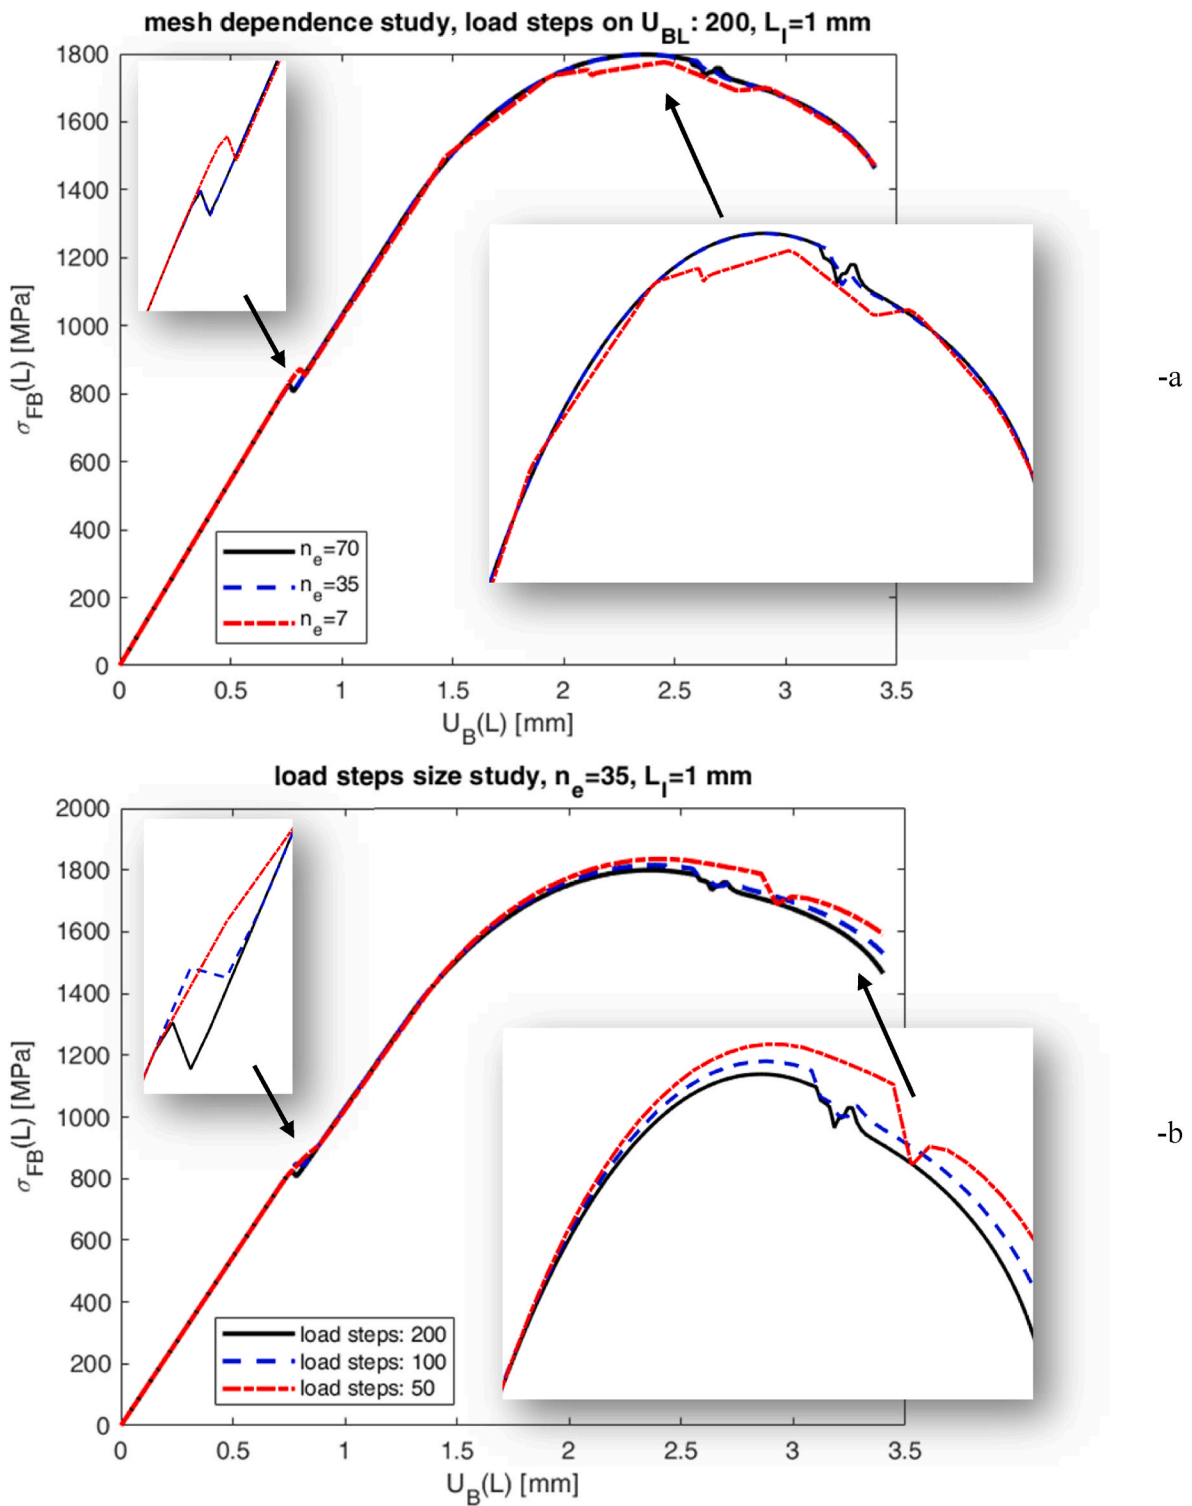 mesh dependence study, load steps on U_BL: 200, L_I=1 mm
1800
1600
1400
1200
1000
800
600
400
200
0
σ_FB(L) [MPa]
n_e=70
n_e=35
n_e=7
0 0.5 1 1.5 2 2.5 3 3.5
U_B(L) [mm]
-a
load steps size study, n_e=35, L_I=1 mm
2000
1800
1600
1400
1200
1000
800
600
400
200
0
σ_FB(L) [MPa]
load steps: 200
load steps: 100
load steps: 50
0 0.5 1 1.5 2 2.5 3 3.5
U_B(L) [mm]
-b